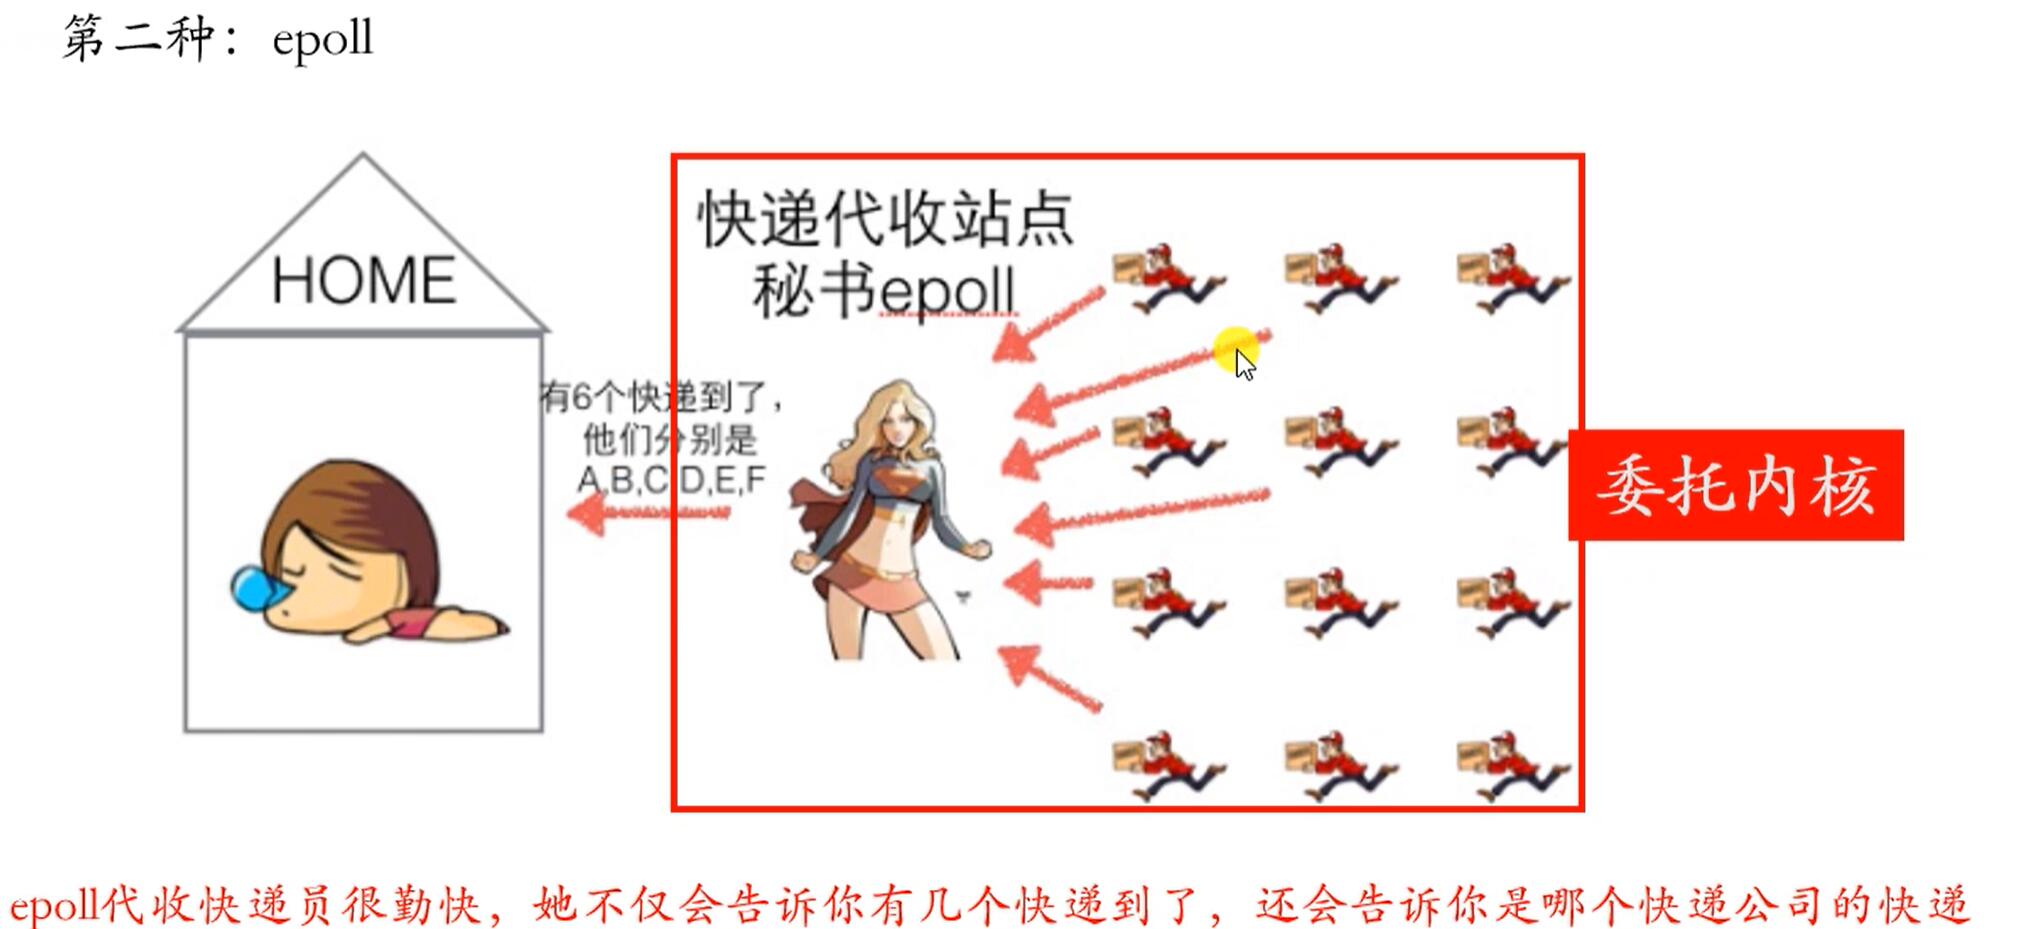 第二种：epoll
HOME
快递代收站点
秘书epoll
有6个快递到了，
他们分别是
A,B,C,D,E,F
委托内核
epoll代收快递员很勤快，她不仅会告诉你有几个快递到了，还会告诉你是哪个快递公司的快递